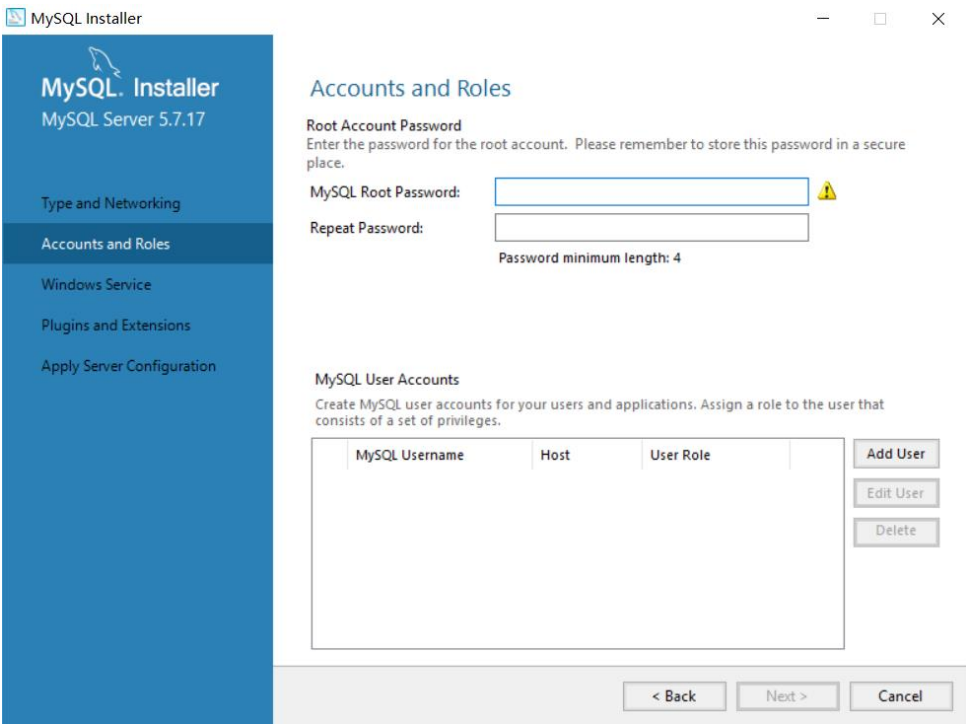 MySQL Installer
MySQL. Installer
MySQL Server 5.7.17
Type and Networking
Accounts and Roles
Windows Service
Plugins and Extensions
Apply Server Configuration
Accounts and Roles
Root Account Password
Enter the password for the root account. Please remember to store this password in a secure
place.
MySQL Root Password:
Repeat Password:
Password minimum length: 4
MySQL User Accounts
Create MySQL user accounts for your users and applications. Assign a role to the user that
consists of a set of privileges.
MySQL Username Host User Role
Add User
Edit User
Delete
< Back Next > Cancel